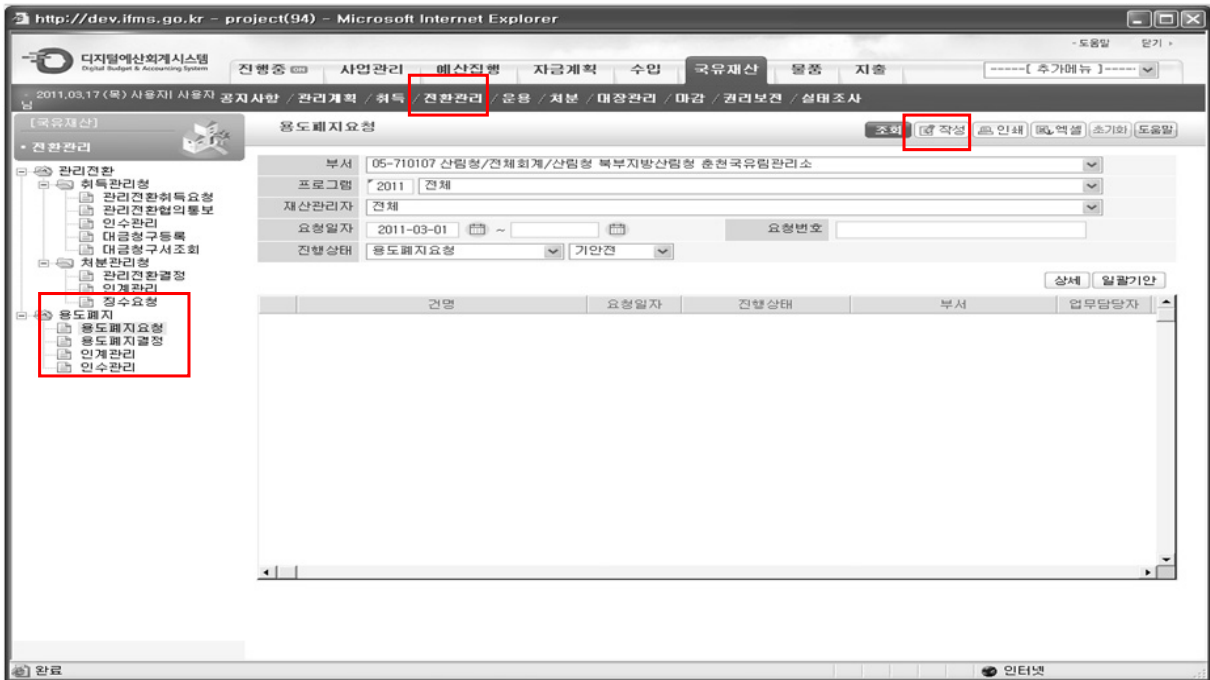 http://dev.ifms.go.kr - project(94) - Microsoft Internet Explorer
- 도움말 닫기
디지털예산회계시스템
Digital Budget & Accounting System
진행중 사업관리 예산집행 자금계획 수입 국유재산 물품 지출 -----[ 추가메뉴 ]-----
2011,03,17 (목) 사용자| 사용자님
공지사항 / 관리계획 / 취득 / 전환관리 / 운용 / 처분 / 대장관리 / 마감 / 권리보전 / 실태조사
[국유재산]
• 전환관리
관리전환
취득관리청
관리전환취득요청
관리전환협의통보
인수관리
대금청구등록
대금청구서조회
처분관리청
관리전환결정
인계관리
징수요청
용도폐지
용도폐지요청
용도폐지결정
인계관리
인수관리
용도폐지요청
조회 작성 인쇄 엑셀 초기화 도움말
부서 05-710107 산림청/전체회계/산림청 북부지방산림청 춘천국유림관리소
프로그램 2011 전체
재산관리자 전체
요청일자 2011-03-01 ~ 요청번호
진행상태 용도폐지요청 기안전
상세 일괄기안
건명 요청일자 진행상태 부서 업무담당자
완료 인터넷